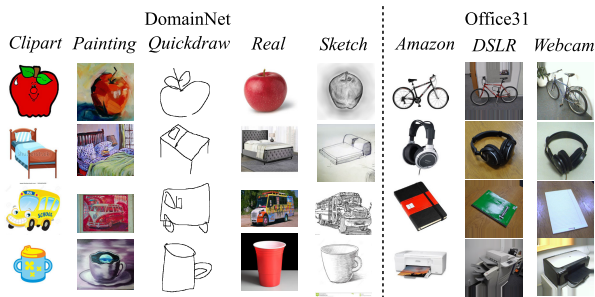 DomainNet Office31
Clipart Painting Quickdraw Real Sketch Amazon DSLR Webcam
SCHOOL